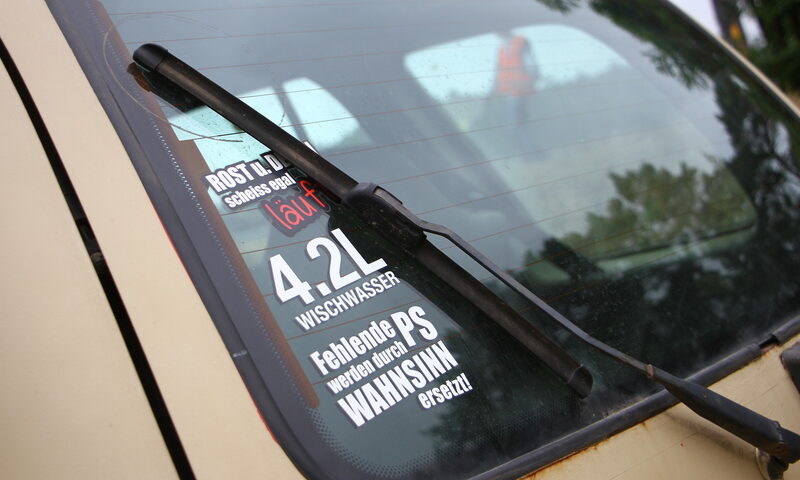 ROST u.
scheiss egal
läuf
4.2L
WISCHWASSER
Fehlende PS
werden durch
WAHNSINN
ersetzt!